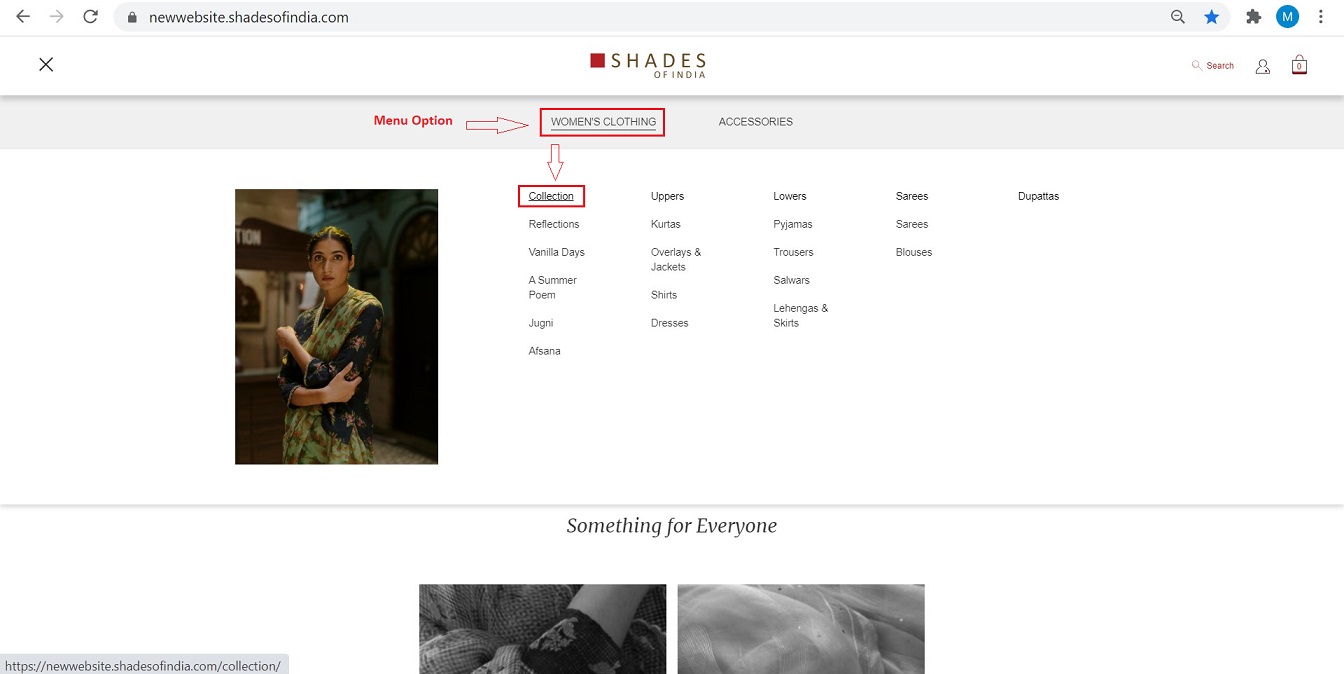 newwebsite.shadesofindia.com
M
SHADES
OF INDIA
Search
0
Menu Option
WOMEN'S CLOTHING
ACCESSORIES
Collection
Reflections
Vanilla Days
A Summer
Poem
Jugni
Afsana
Uppers
Kurtas
Overlays &
Jackets
Shirts
Dresses
Lowers
Pyjamas
Trousers
Salwars
Lehengas &
Skirts
Sarees
Sarees
Blouses
Dupattas
TION
Something for Everyone
https://newwebsite.shadesofindia.com/collection/